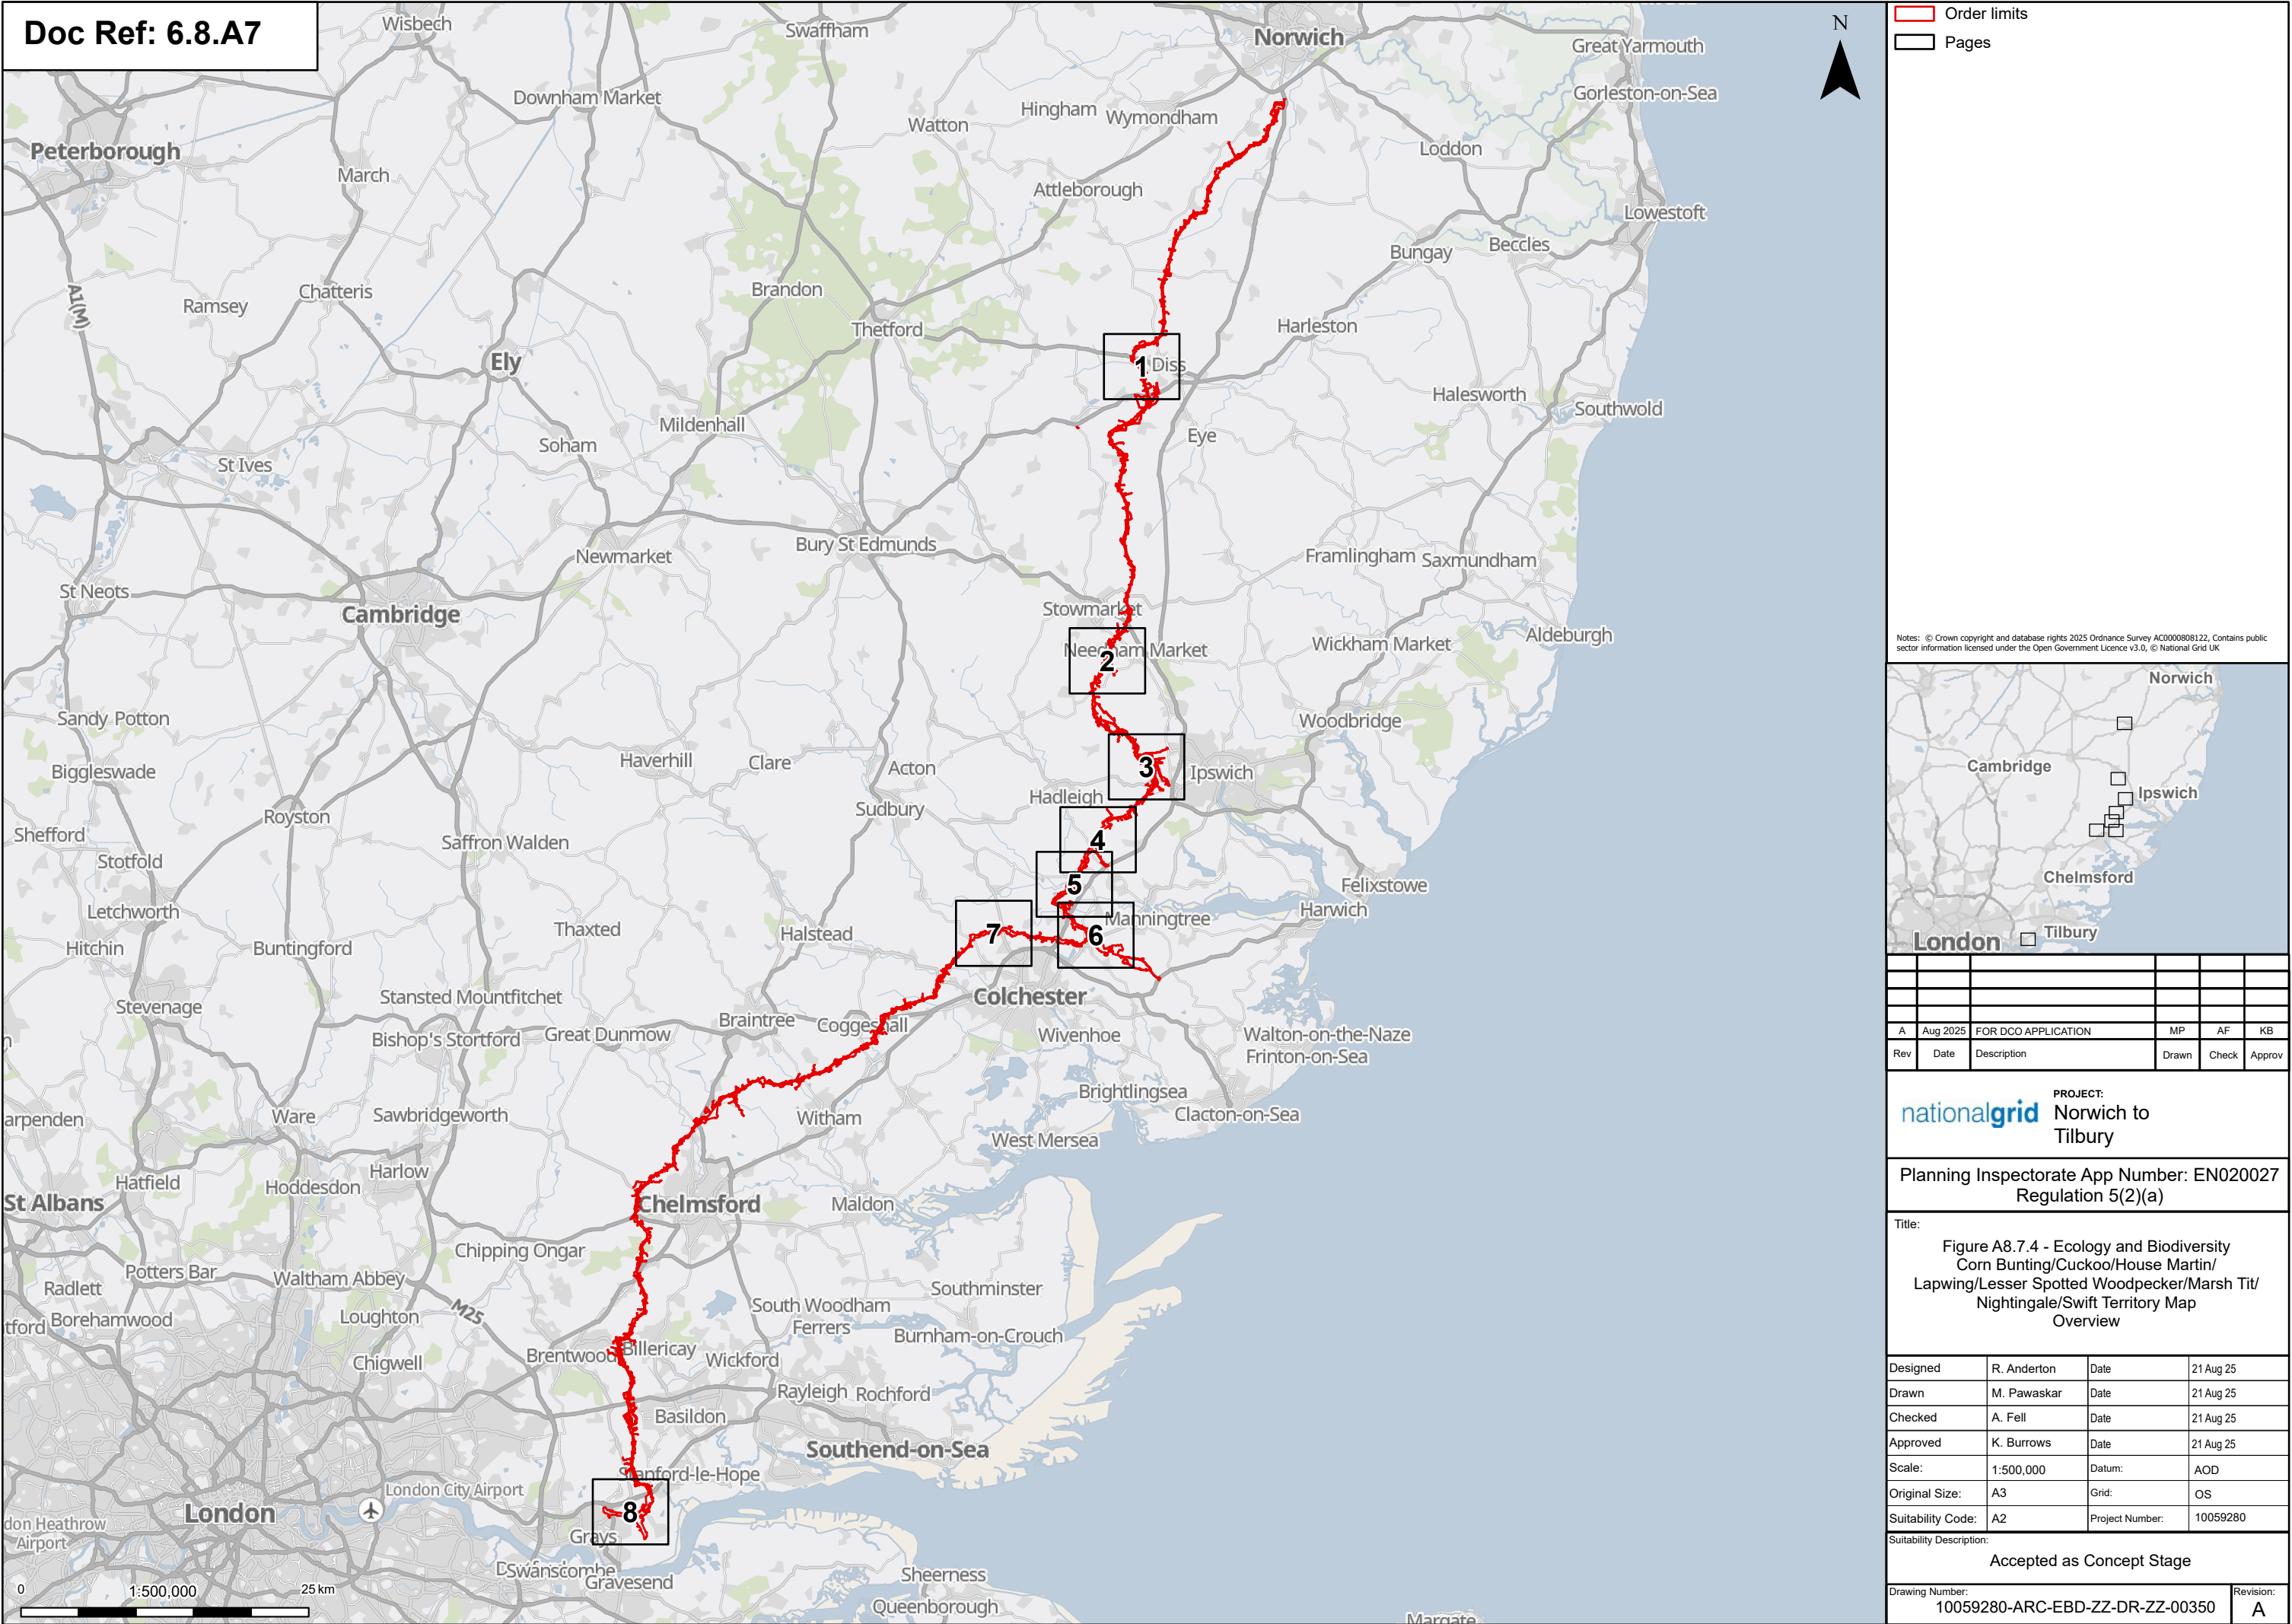 Doc Ref: 6.8.A7
Wisbech
Swaffham
Norwich
N
Great Yarmouth
Downham Market
Gorleston-on-Sea
Hingham
Wymondham
Watton
Peterborough
March
Loddon
Attleborough
Lowestoft
Bungay
Beccles
A1(M)
Ramsey
Chatteris
Brandon
Thetford
Harleston
Ely
1
Diss
Halesworth
Southwold
Mildenhall
Eye
Soham
St Ives
Newmarket
Bury St Edmunds
Framlingham
Saxmundham
St Neots
Cambridge
Stowmarket
Aldeburgh
Wickham Market
Needham Market
2
Sandy Potton
Woodbridge
Haverhill
Clare
Acton
3
Ipswich
Biggleswade
Hadleigh
Sudbury
Royston
Shefford
Saffron Walden
4
Stotfold
5
Felixstowe
Letchworth
Harwich
Manningtree
Thaxted
Halstead
7
6
Hitchin
Buntingford
Stansted Mountfitchet
Colchester
Stevenage
Braintree
Coggeshall
Bishop's Stortford
Great Dunmow
Wivenhoe
Walton-on-the-Naze
Frinton-on-Sea
Brightlingsea
Clacton-on-Sea
arpenden
Ware
Sawbridgeworth
Witham
West Mersea
Harlow
Hatfield
Hoddesdon
St Albans
Chelmsford
Maldon
Chipping Ongar
Potters Bar
Waltham Abbey
Radlett
Southminster
Loughton
M25
South Woodham
Ferrers
tford
Borehamwood
Burnham-on-Crouch
Chigwell
Brentwood
Billericay
Wickford
Rayleigh
Rochford
Basildon
Southend-on-Sea
Stanford-le-Hope
London City Airport
London
8
don Heathrow
Airport
Grays
Swanscombe
Gravesend
Sheerness
Queenborough
Margate
0
1:500,000
25 km
Order limits
Pages
Notes: © Crown copyright and database rights 2025 Ordnance Survey AC0000808122, Contains public
sector information licensed under the Open Government Licence v3.0, © National Grid UK
Norwich
Cambridge
Ipswich
Chelmsford
Tilbury
London
A Aug 2025 FOR DCO APPLICATION MP AF KB
Rev Date Description Drawn Check Approv
nationalgrid
PROJECT:
Norwich to
Tilbury
Planning Inspectorate App Number: EN020027
Regulation 5(2)(a)
Title:
Figure A8.7.4 - Ecology and Biodiversity
Corn Bunting/Cuckoo/House Martin/
Lapwing/Lesser Spotted Woodpecker/Marsh Tit/
Nightingale/Swift Territory Map
Overview
Designed R. Anderton Date 21 Aug 25
Drawn M. Pawaskar Date 21 Aug 25
Checked A. Fell Date 21 Aug 25
Approved K. Burrows Date 21 Aug 25
Scale: 1:500,000 Datum: AOD
Original Size: A3 Grid: OS
Suitability Code: A2 Project Number: 10059280
Suitability Description:
Accepted as Concept Stage
Drawing Number:
10059280-ARC-EBD-ZZ-DR-ZZ-00350
Revision:
A